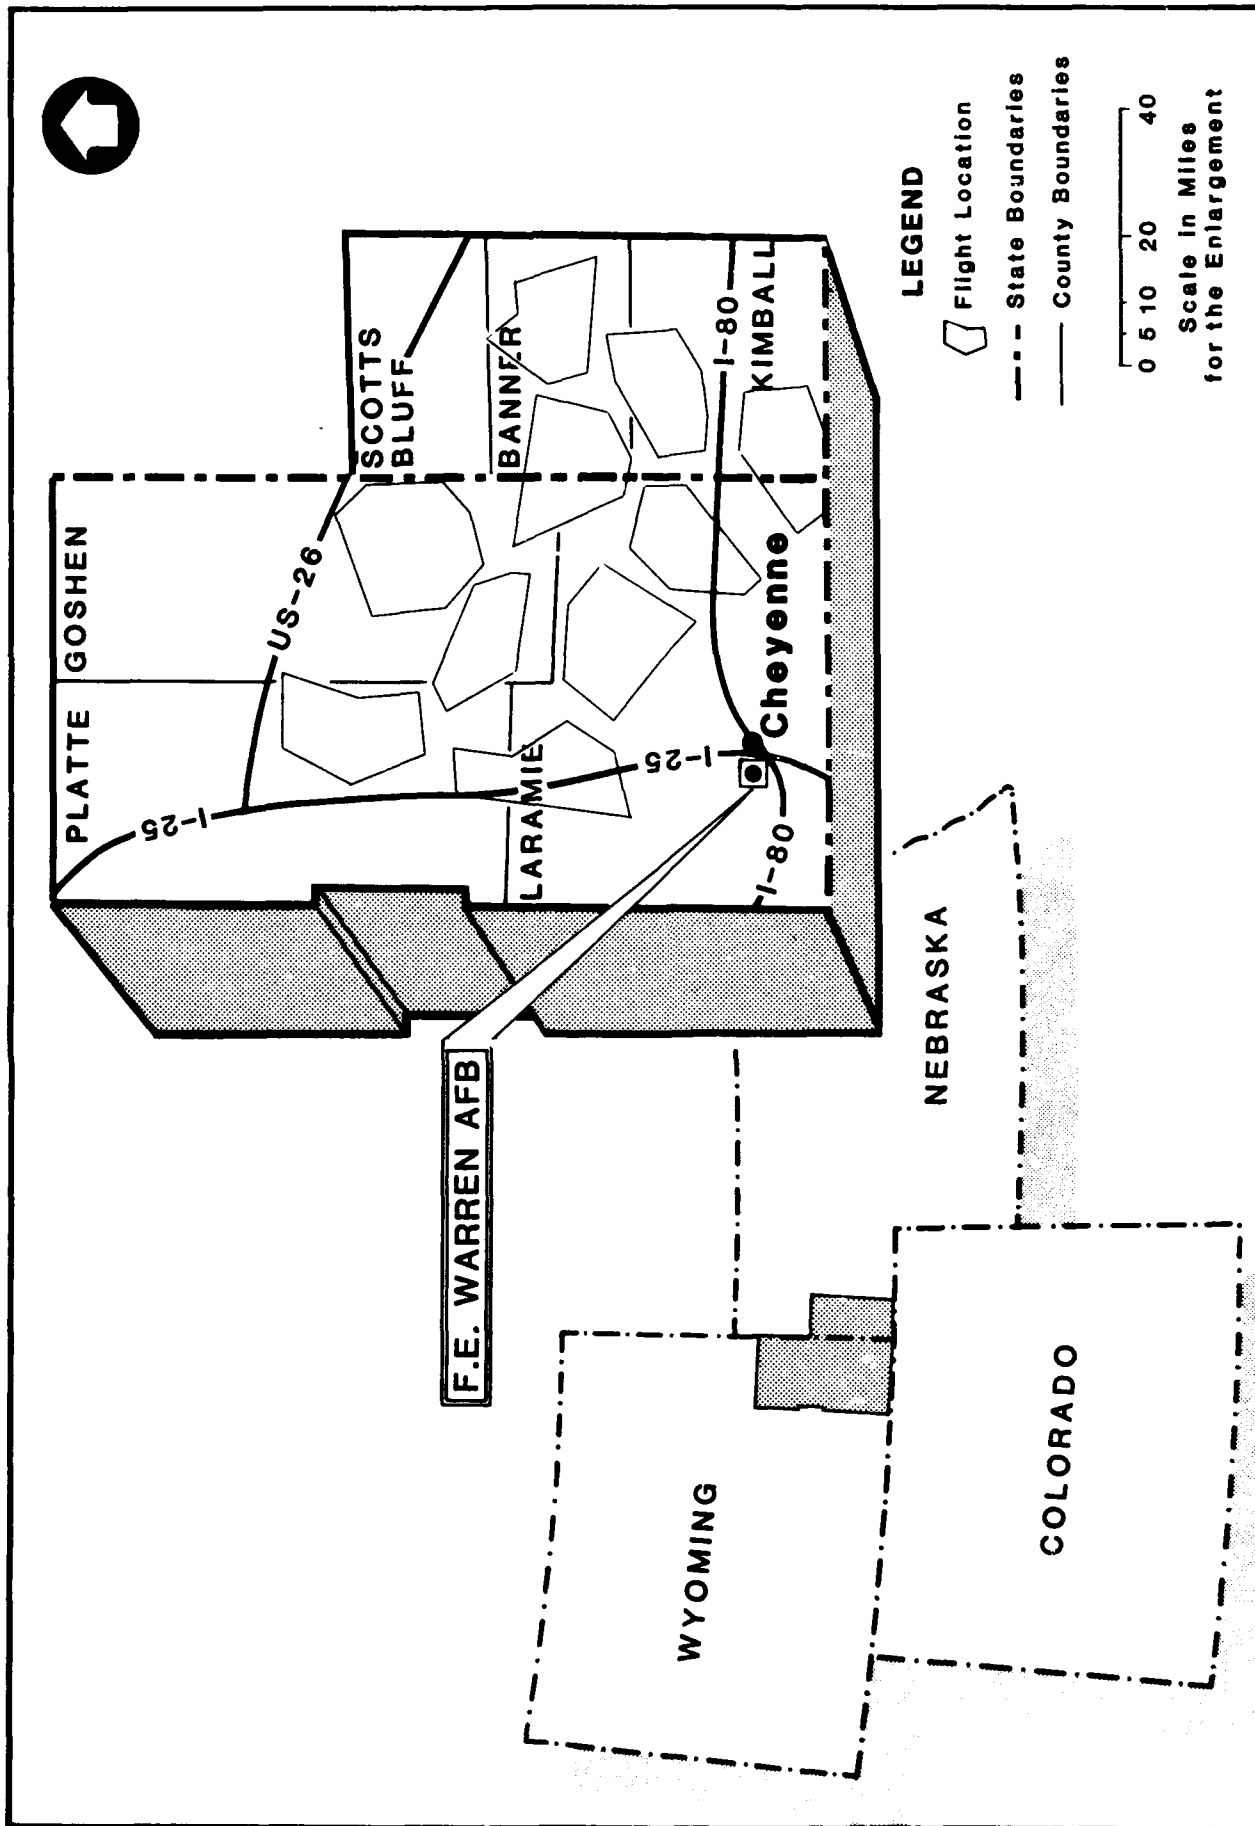 PLATTE
GOSHEN
US-26
I-25
SCOTTS
BLUFF
BANNER
LARAMIE
I-25
I-80
KIMBALL
Cheyenne
I-80
F.E. WARREN AFB
WYOMING
NEBRASKA
COLORADO
LEGEND
Flight Location
State Boundaries
County Boundaries
0 5 10 20 40
Scale in Miles
for the Enlargement